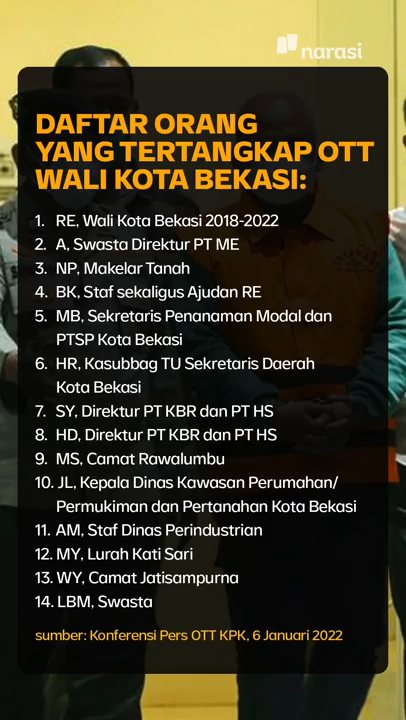 narasi
DAFTAR ORANG
YANG TERTANGKAP OTT
WALI KOTA BEKASI:
1. RE, Wali Kota Bekasi 2018-2022
2. A, Swasta Direktur PT ME
3. NP, Makelar Tanah
4. BK, Staf sekaligus Ajudan RE
5. MB, Sekretaris Penanaman Modal dan
PTSP Kota Bekasi
6. HR, Kasubbag TU Sekretaris Daerah
Kota Bekasi
7. SY, Direktur PT KBR dan PT HS
8. HD, Direktur PT KBR dan PT HS
9. MS, Camat Rawalumbu
10. JL, Kepala Dinas Kawasan Perumahan/
Permukiman dan Pertanahan Kota Bekasi
11. AM, Staf Dinas Perindustrian
12. MY, Lurah Kati Sari
13. WY, Camat Jatisampurna
14. LBM, Swasta
sumber: Konferensi Pers OTT KPK, 6 Januari 2022